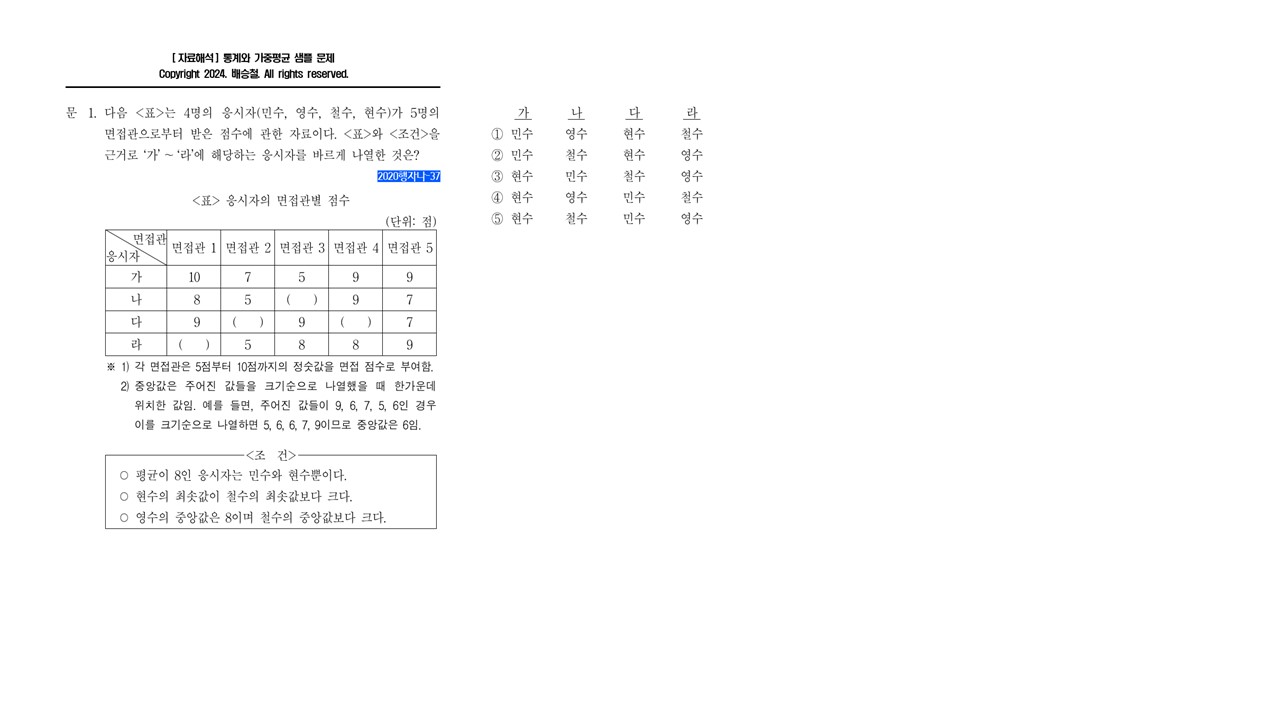 [자료해석] 통계와 가중평균 샘플 문제
Copyright 2024. 배승철. All rights reserved.
문 1. 다음 <표>는 4명의 응시자(민수, 영수, 철수, 현수)가 5명의
면접관으로부터 받은 점수에 관한 자료이다. <표>와 <조건>을
근거로 ‘가’ ~ ‘라’에 해당하는 응시자를 바르게 나열한 것은?
2020행자나-37
<표> 응시자의 면접관별 점수
(단위: 점)
면접관 응시자 면접관 1 면접관 2 면접관 3 면접관 4 면접관 5
가 10 7 5 9 9
나 8 5 ( ) 9 7
다 9 ( ) 9 ( ) 7
라 ( ) 5 8 8 9
※ 1) 각 면접관은 5점부터 10점까지의 정숫값을 면접 점수로 부여함.
2) 중앙값은 주어진 값들을 크기순으로 나열했을 때 한가운데
위치한 값임. 예를 들면, 주어진 값들이 9, 6, 7, 5, 6인 경우
이를 크기순으로 나열하면 5, 6, 6, 7, 9이므로 중앙값은 6임.
<조 건>
○ 평균이 8인 응시자는 민수와 현수뿐이다.
○ 현수의 최솟값이 철수의 최솟값보다 크다.
○ 영수의 중앙값은 8이며 철수의 중앙값보다 크다.
가 나 다 라
① 민수 영수 현수 철수
② 민수 철수 현수 영수
③ 현수 민수 철수 영수
④ 현수 영수 민수 철수
⑤ 현수 철수 민수 영수